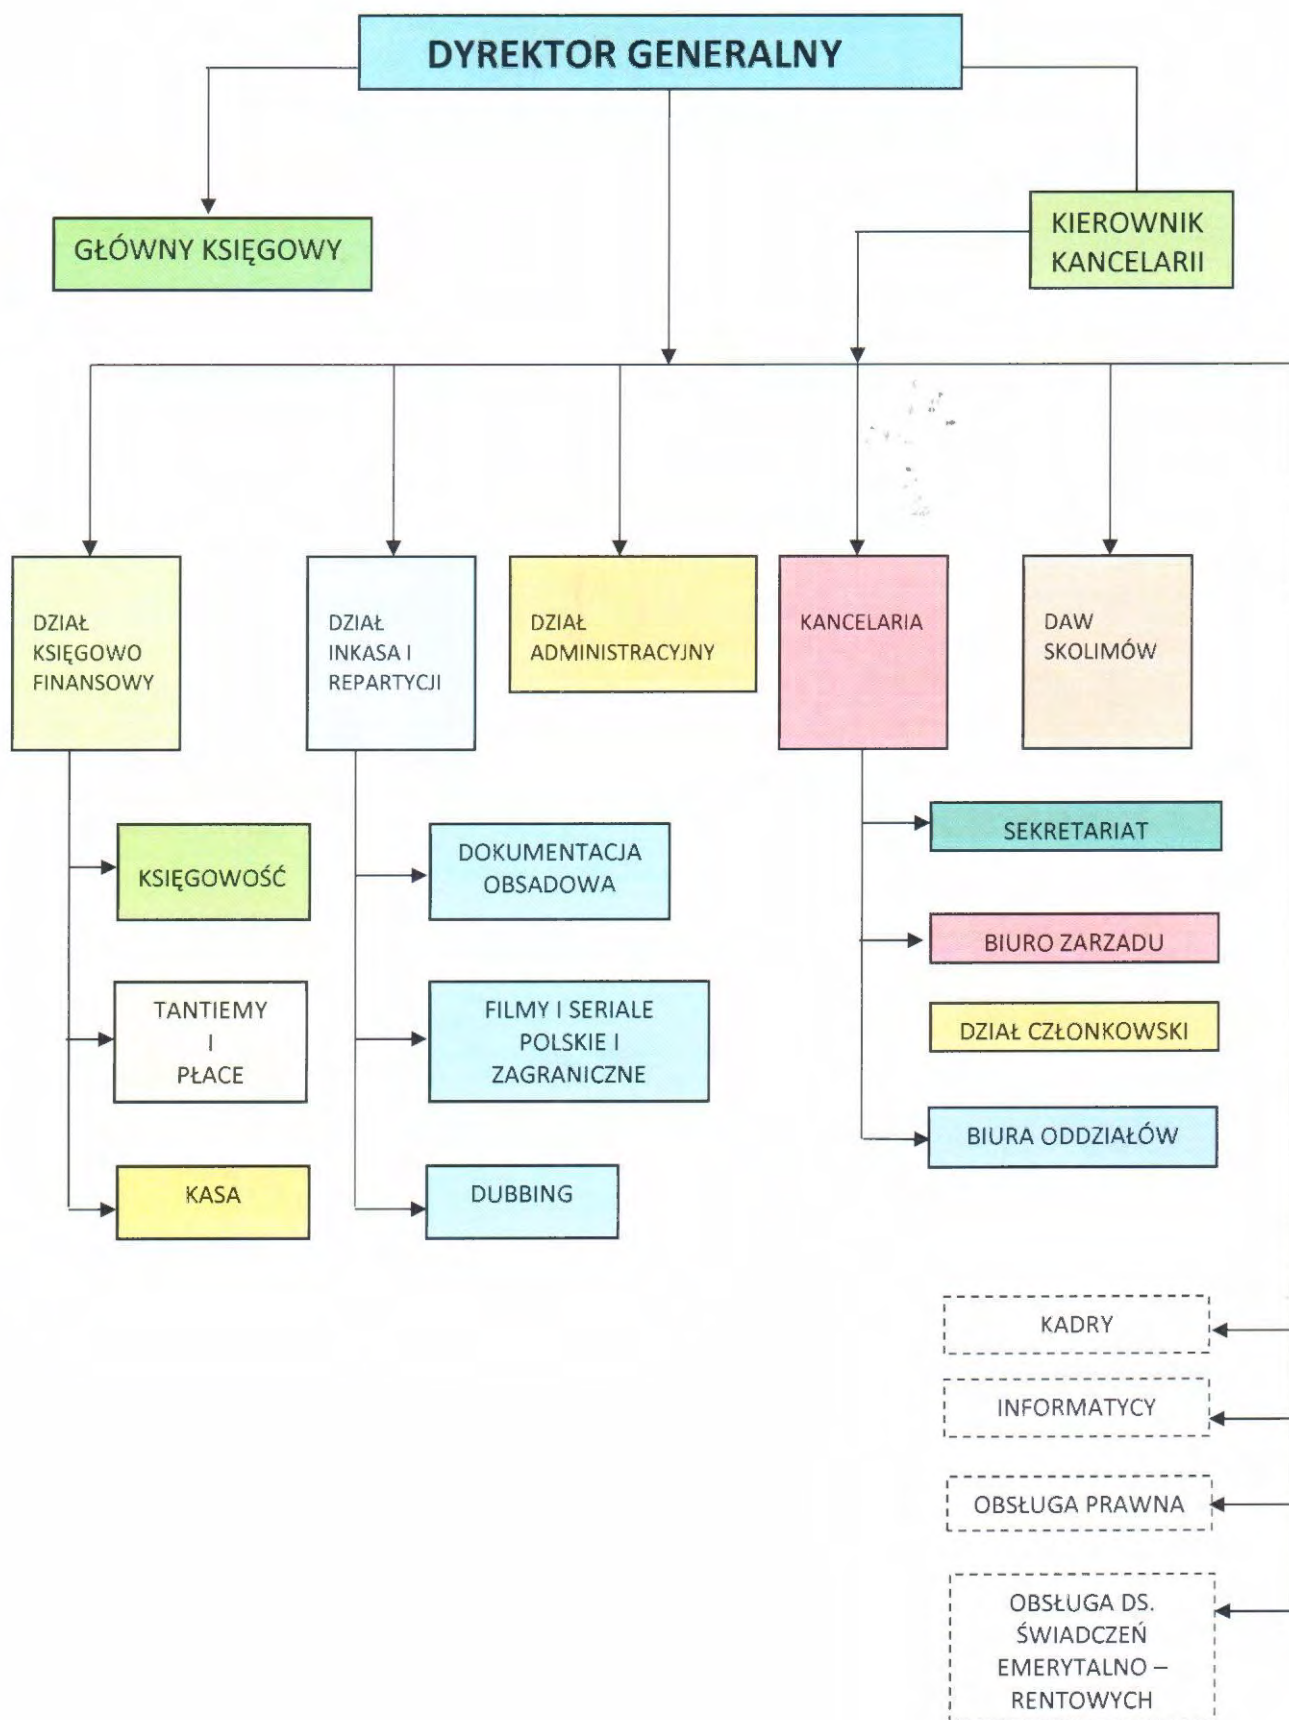 DYREKTOR GENERALNY
GŁÓWNY KSIĘGOWY
KIEROWNIK
KANCELARII
DZIAŁ
KSIĘGOWO
FINANSOWY
DZIAŁ
INKASA I
REPARTYCJI
DZIAŁ
ADMINISTRACYJNY
KANCELARIA
DAW
SKOLIMÓW
KSIĘGOWOŚĆ
TANTIEMY
I
PŁACE
KASA
DOKUMENTACJA
OBSADOWA
FILMY I SERIALE
POLSKIE I
ZAGRANICZNE
DUBBING
SEKRETARIAT
BIURO ZARZADU
DZIAŁ CZŁONKOWSKI
BIURA ODDZIAŁÓW
KADRY
INFORMATYCY
OBSŁUGA PRAWNA
OBSŁUGA DS.
ŚWIADCZEŃ
EMERYTALNO –
RENTOWYCH